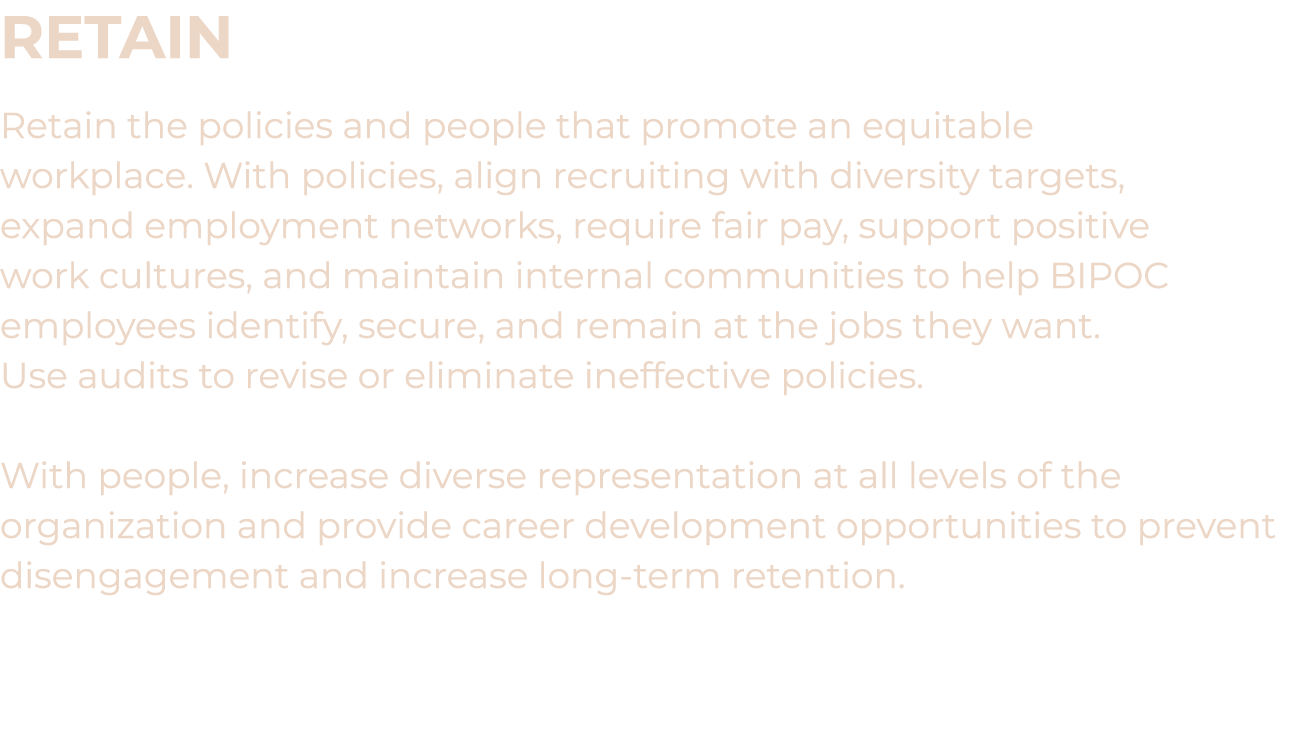 RETAIN
Retain the policies and people that promote an equitable
workplace. With policies, align recruiting with diversity targets,
expand employment networks, require fair pay, support positive
work cultures, and maintain internal communities to help BIPOC
employees identify, secure, and remain at the jobs they want.
Use audits to revise or eliminate ineffective policies.
With people, increase diverse representation at all levels of the
organization and provide career development opportunities to prevent
disengagement and increase long-term retention.